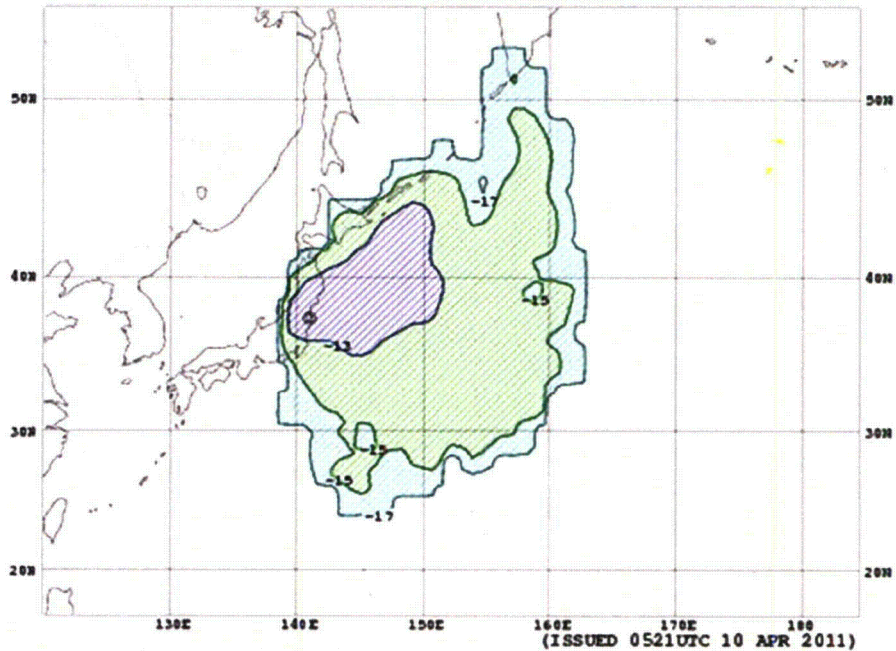 50N 50N
-17
40N 40N
-15
-13
30N 30N
-15
-15
-17
20N 20N
130E 140E 150E 160E 170E 180
(ISSUED 0521UTC 10 APR 2011)